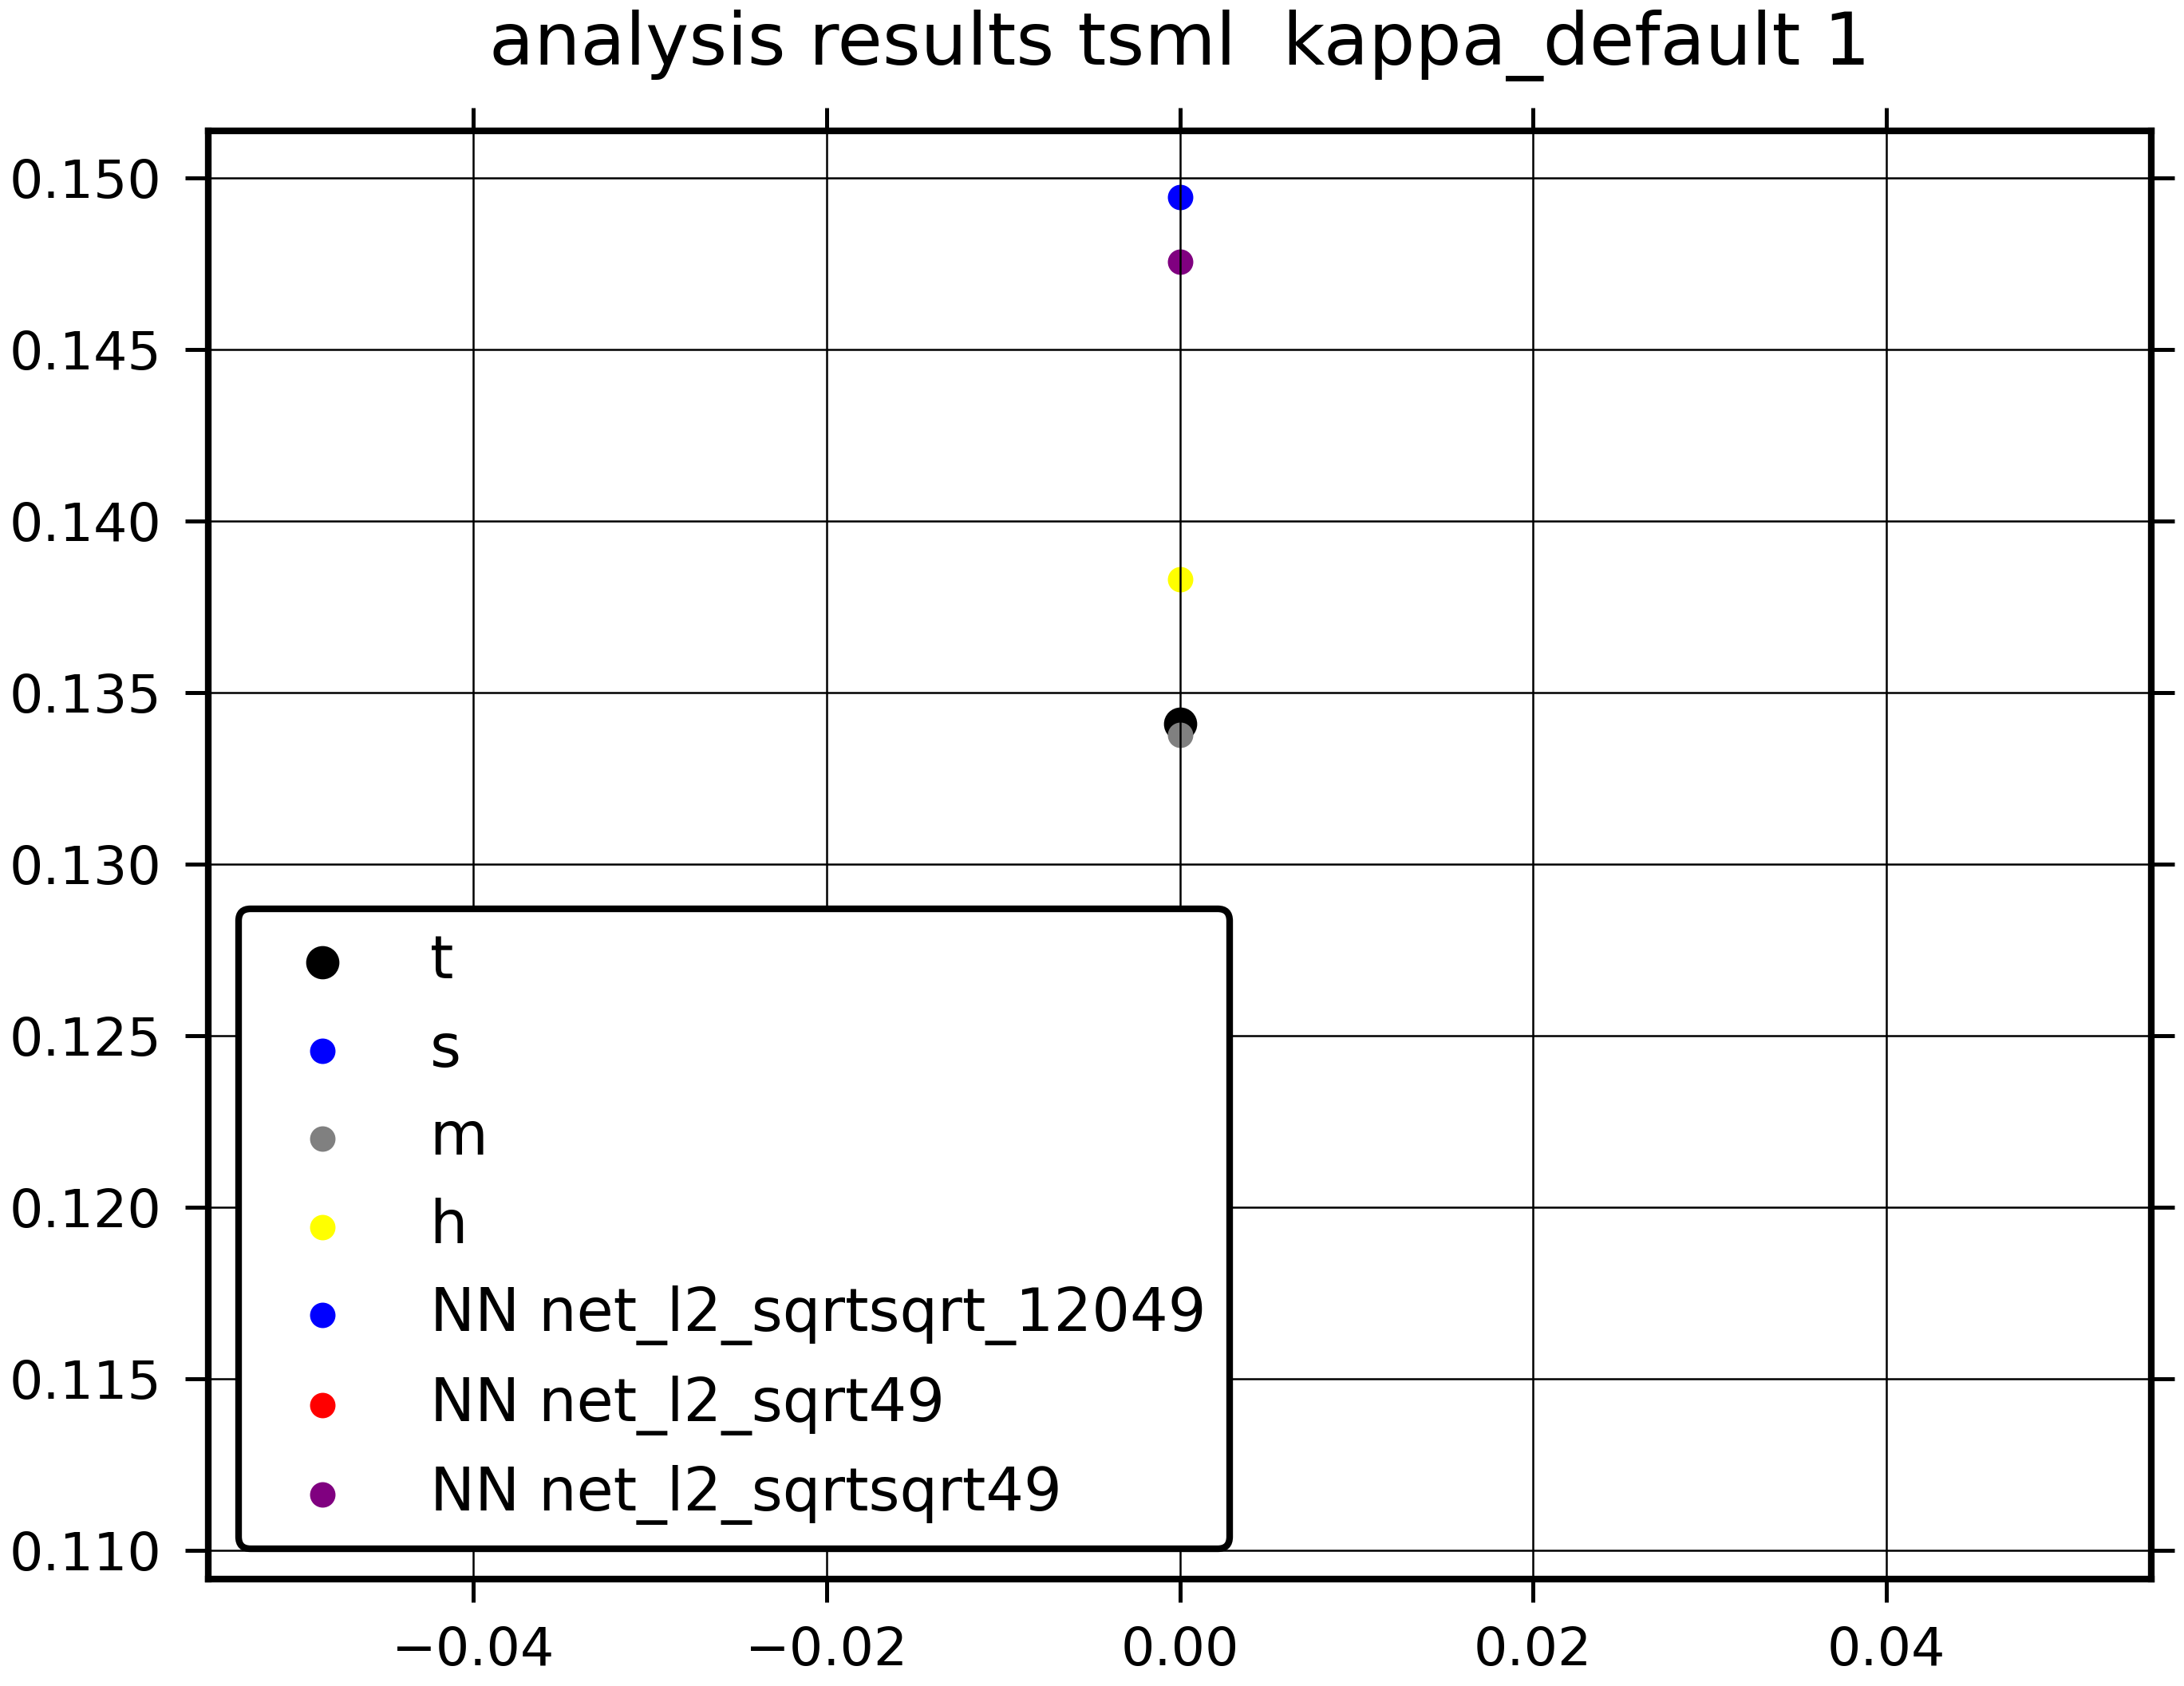 analysis results tsml  kappa_default 1
0.150
0.145
0.140
0.135
0.130
0.125
0.120
0.115
0.110
t
s
m
h
NN net_l2_sqrtsqrt_12049
NN net_l2_sqrt49
NN net_l2_sqrtsqrt49
−0.04 −0.02 0.00 0.02 0.04